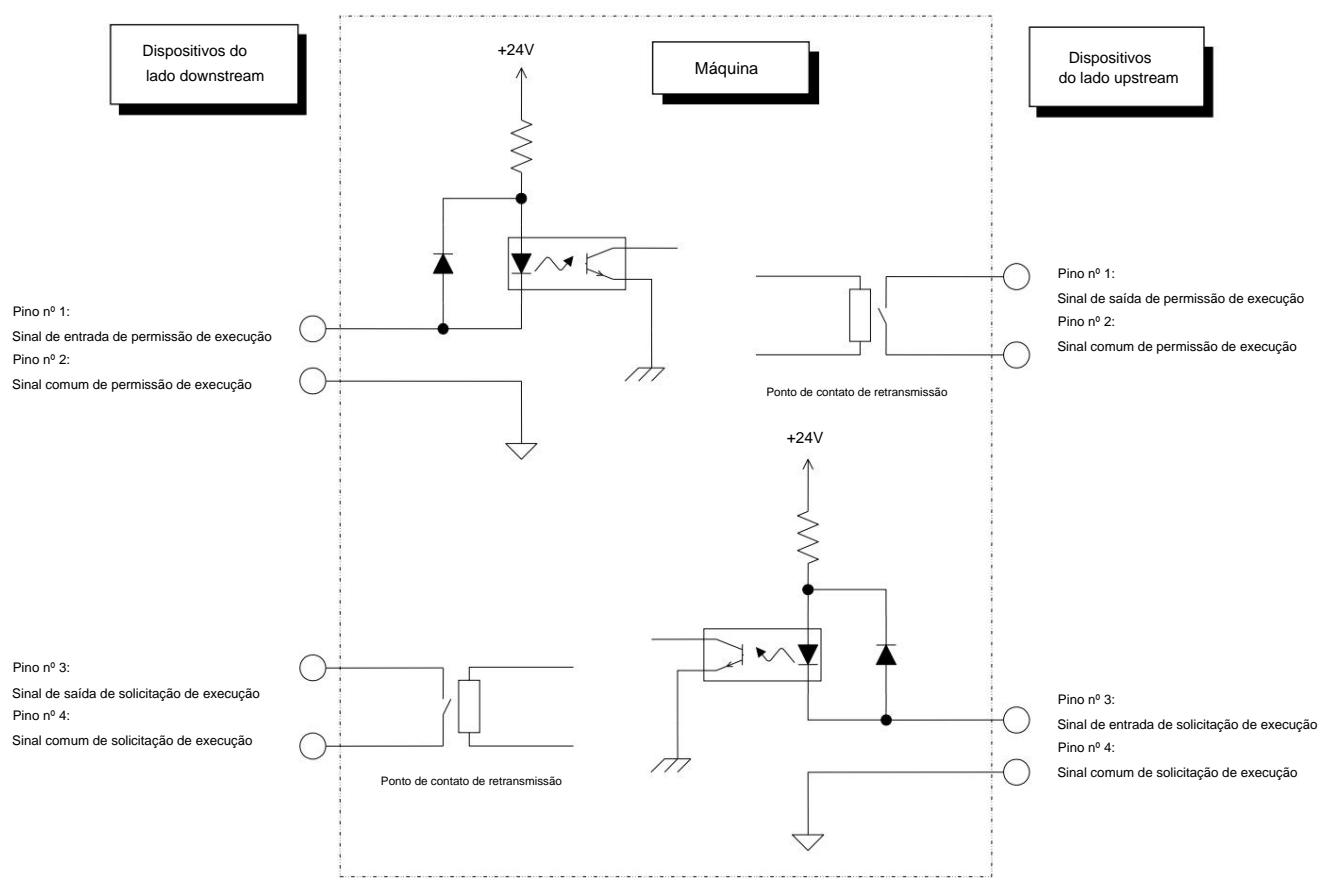 Dispositivos do
lado downstream
+24V
Máquina
Dispositivos
do lado upstream
Pino nº 1:
Sinal de entrada de permissão de execução
Pino nº 2:
Sinal comum de permissão de execução
Pino nº 1:
Sinal de saída de permissão de execução
Pino nº 2:
Sinal comum de permissão de execução
Ponto de contato de retransmissão
+24V
Pino nº 3:
Sinal de saída de solicitação de execução
Pino nº 4:
Sinal comum de solicitação de execução
Ponto de contato de retransmissão
Pino nº 3:
Sinal de entrada de solicitação de execução
Pino nº 4:
Sinal comum de solicitação de execução